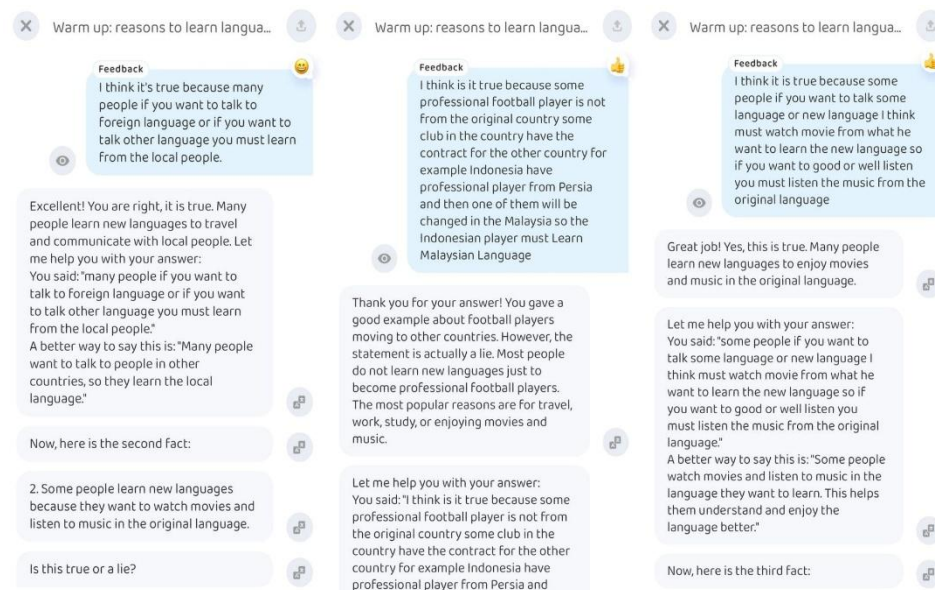 Warm up: reasons to learn langua...
Feedback
I think it's true because many
people if you want to talk to
foreign language or if you want to
talk other language you must learn
from the local people.
Excellent! You are right, it is true. Many
people learn new languages to travel
and communicate with local people. Let
me help you with your answer:
You said: "many people if you want to
talk to foreign language or if you want
to talk other language you must learn
from the local people."
A better way to say this is: "Many people
want to talk to people in other
countries, so they learn the local
language."
Now, here is the second fact:
2. Some people learn new languages
because they want to watch movies and
listen to music in the original language.
Is this true or a lie?
Warm up: reasons to learn langua...
Feedback
I think is it true because some
professional football player is not
from the original country some
club in the country have the
contract for the other country for
example Indonesia have
professional player from Persia
and then one of them will be
changed in the Malaysia so the
Indonesian player must Learn
Malaysian Language
Thank you for your answer! You gave a
good example about football players
moving to other countries. However, the
statement is actually a lie. Most people
do not learn new languages just to
become professional football players.
The most popular reasons are for travel,
work, study, or enjoying movies and
music.
Let me help you with your answer:
You said: "I think is it true because some
professional football player is not from
the original country some club in the
country have the contract for the other
country for example Indonesia have
professional player from Persia and
Warm up: reasons to learn langua...
Feedback
I think it is true because some
people if you want to talk some
language or new language I think
must watch movie from what he
want to learn the new language so
if you want to good or well listen
you must listen the music from the
original language
Great job! Yes, this is true. Many people
learn new languages to enjoy movies
and music in the original language.
Let me help you with your answer:
You said: "some people if you want to
talk some language or new language I
think must watch movie from what he
want to learn the new language so if
you want to good or well listen you
must listen the music from the original
language."
A better way to say this is: "Some people
watch movies and listen to music in the
language they want to learn. This helps
them understand and enjoy the
language better."
Now, here is the third fact: